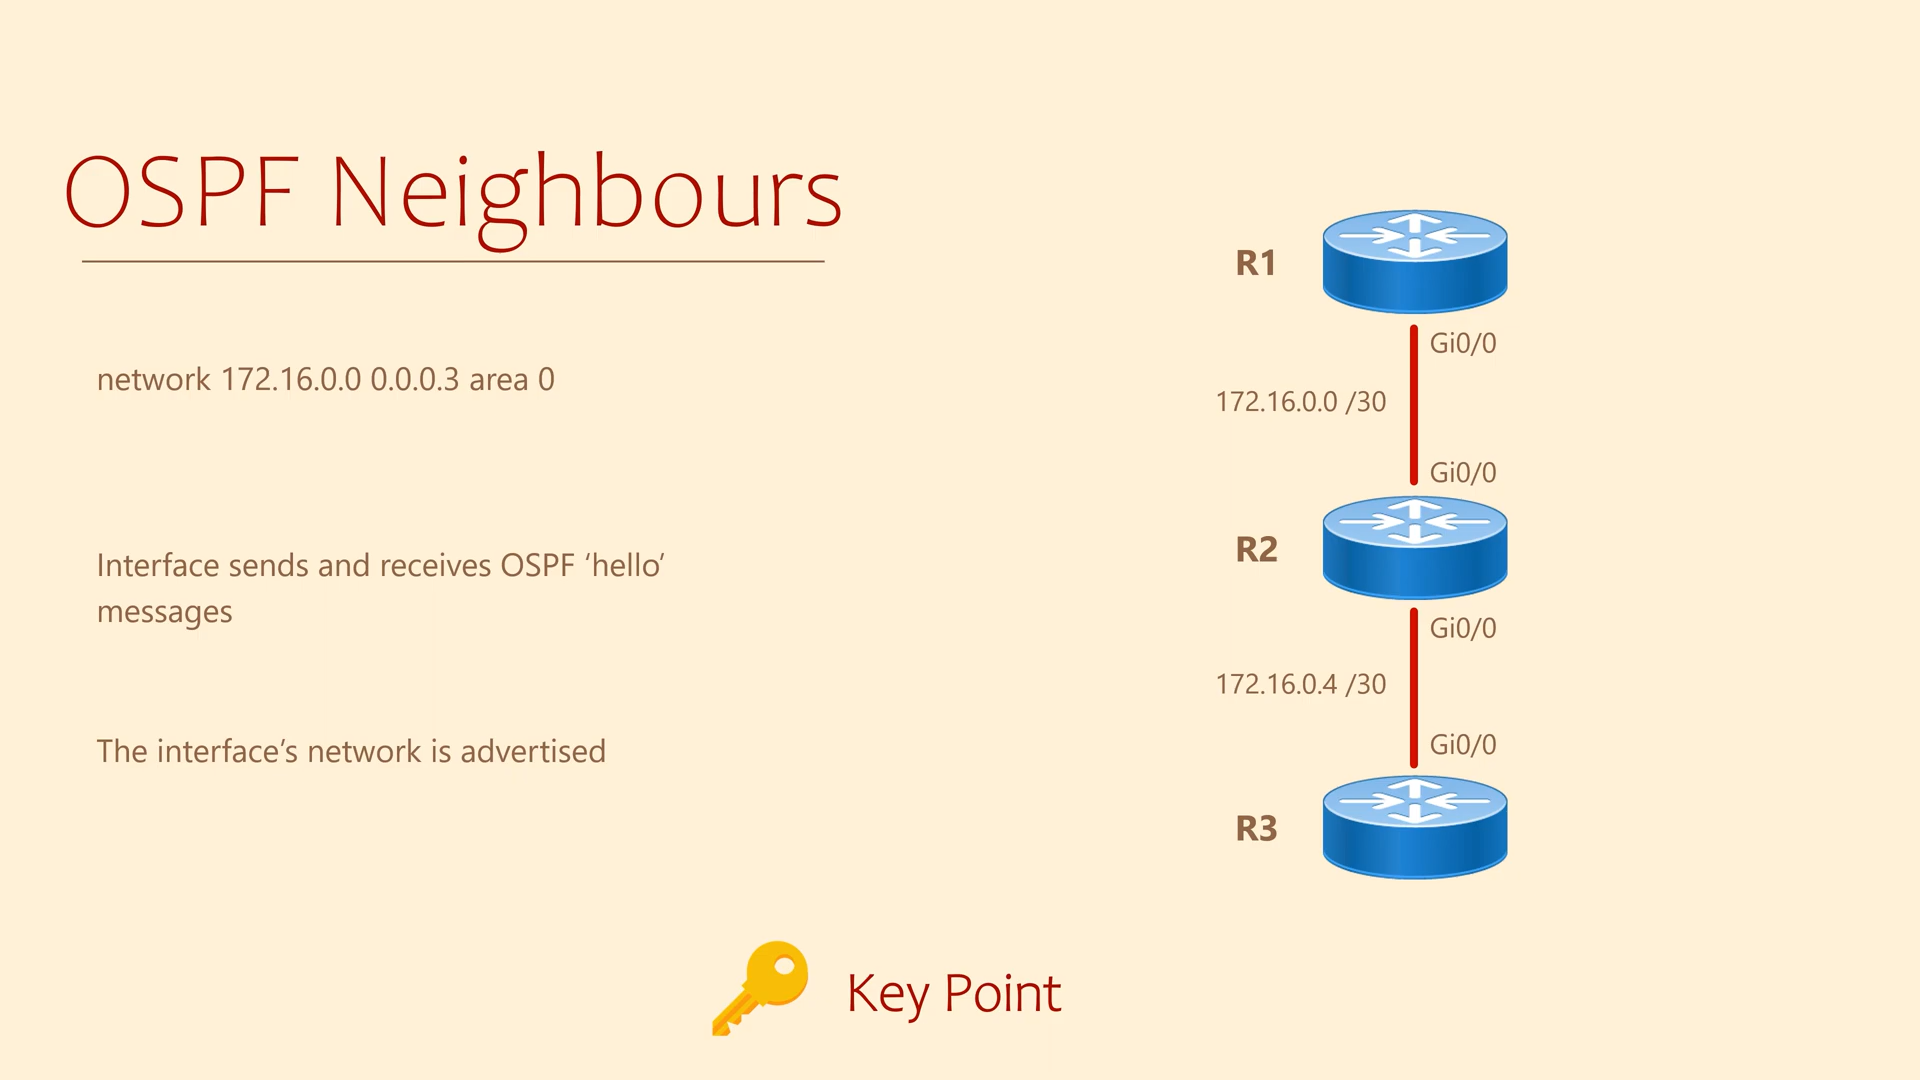 OSPF Neighbours
network 172.16.0.0 0.0.0.3 area 0
Interface sends and receives OSPF ‘hello’
messages
The interface’s network is advertised
R1
Gi0/0
172.16.0.0 /30
Gi0/0
R2
Gi0/0
172.16.0.4 /30
Gi0/0
R3
Key Point